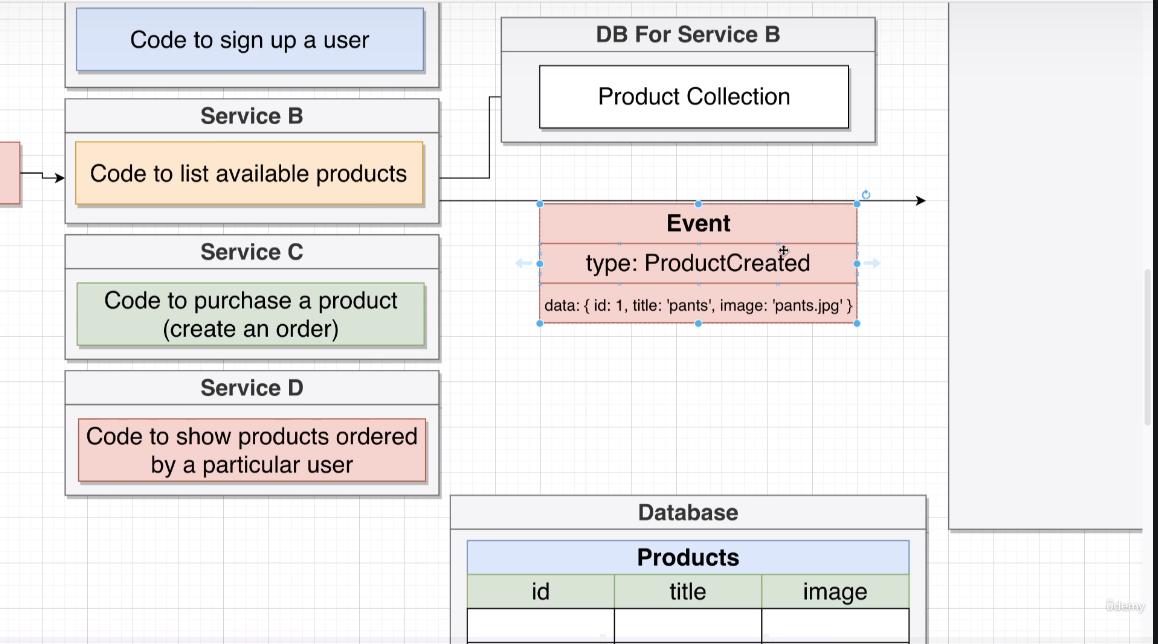 Code to sign up a user
Service B
Code to list available products
Service C
Code to purchase a product
(create an order)
Service D
Code to show products ordered
by a particular user
DB For Service B
Product Collection
Event
type: ProductCreated
data: { id: 1, title: 'pants', image: 'pants.jpg' }
Database
Products
id title image
ûdemy